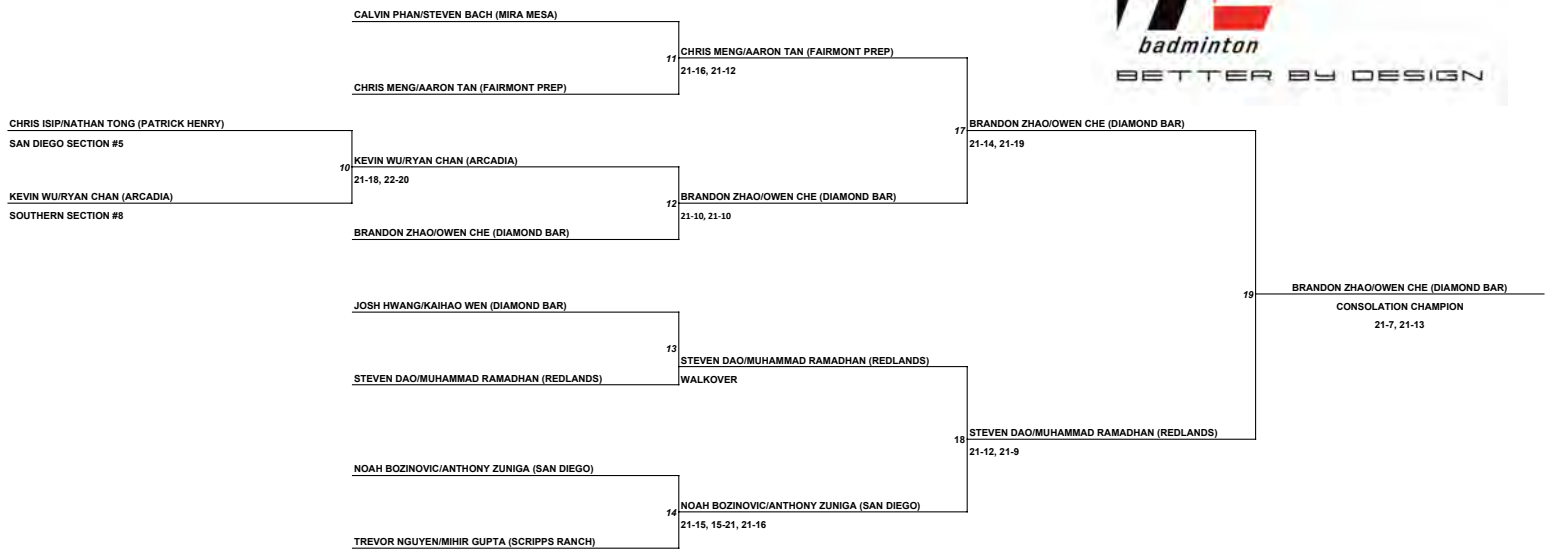 badminton
BETTER BY DESIGN
CALVIN PHAN/STEVEN BACH (MIRA MESA)
11
CHRIS MENG/AARON TAN (FAIRMONT PREP)
21-16, 21-12
CHRIS MENG/AARON TAN (FAIRMONT PREP)
CHRIS ISIP/NATHAN TONG (PATRICK HENRY)
SAN DIEGO SECTION #5
17
BRANDON ZHAO/OWEN CHE (DIAMOND BAR)
21-14, 21-19
10
KEVIN WU/RYAN CHAN (ARCADIA)
21-18, 22-20
KEVIN WU/RYAN CHAN (ARCADIA)
SOUTHERN SECTION #8
12
BRANDON ZHAO/OWEN CHE (DIAMOND BAR)
21-10, 21-10
BRANDON ZHAO/OWEN CHE (DIAMOND BAR)
19
BRANDON ZHAO/OWEN CHE (DIAMOND BAR)
CONSOLATION CHAMPION
21-7, 21-13
JOSH HWANG/KAIHAO WEN (DIAMOND BAR)
13
STEVEN DAO/MUHAMMAD RAMADHAN (REDLANDS)
WALKOVER
STEVEN DAO/MUHAMMAD RAMADHAN (REDLANDS)
18
STEVEN DAO/MUHAMMAD RAMADHAN (REDLANDS)
21-12, 21-9
NOAH BOZINOVIC/ANTHONY ZUNIGA (SAN DIEGO)
14
NOAH BOZINOVIC/ANTHONY ZUNIGA (SAN DIEGO)
21-15, 15-21, 21-16
TREVOR NGUYEN/MIHIR GUPTA (SCRIPPS RANCH)